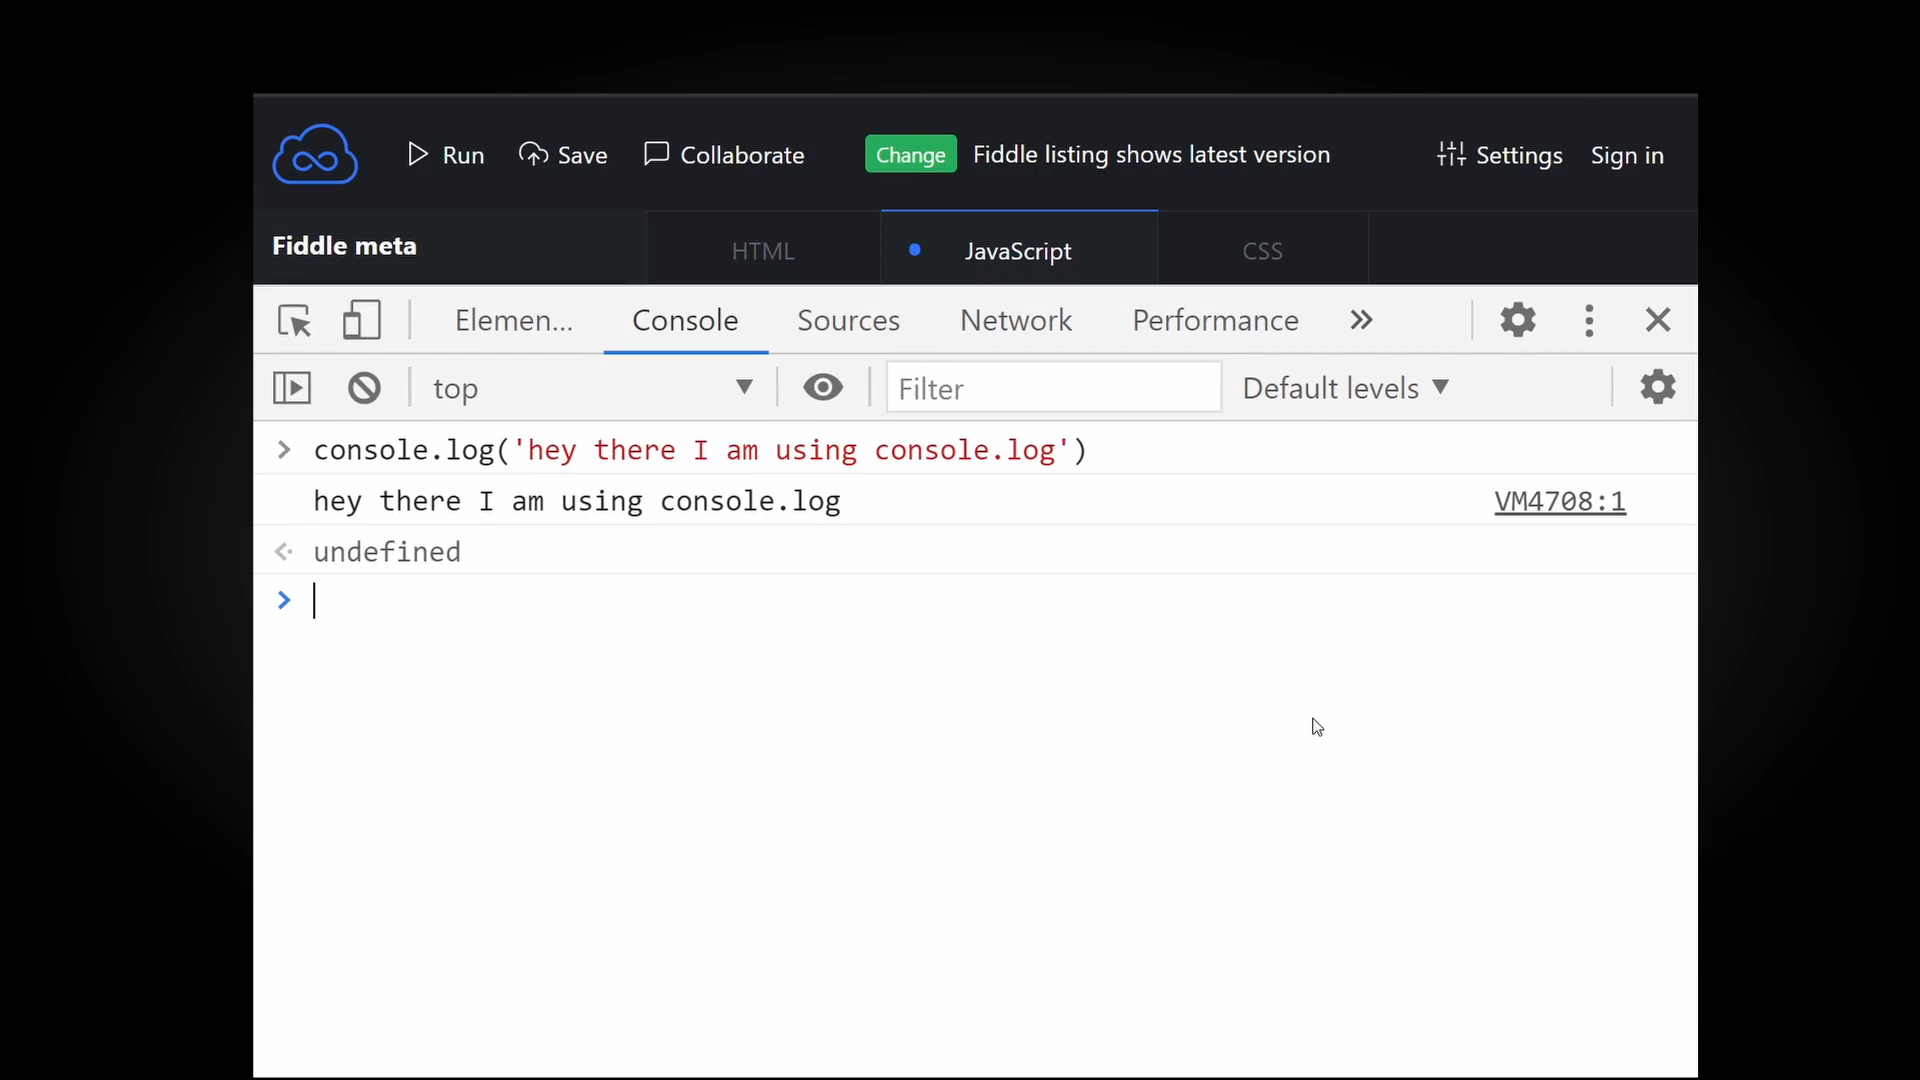 Run Save Collaborate Change Fiddle listing shows latest version Settings Sign in
Fiddle meta HTML JavaScript CSS
Elemen... Console Sources Network Performance
top Filter Default levels
console.log('hey there I am using console.log')
hey there I am using console.log VM4708:1
undefined